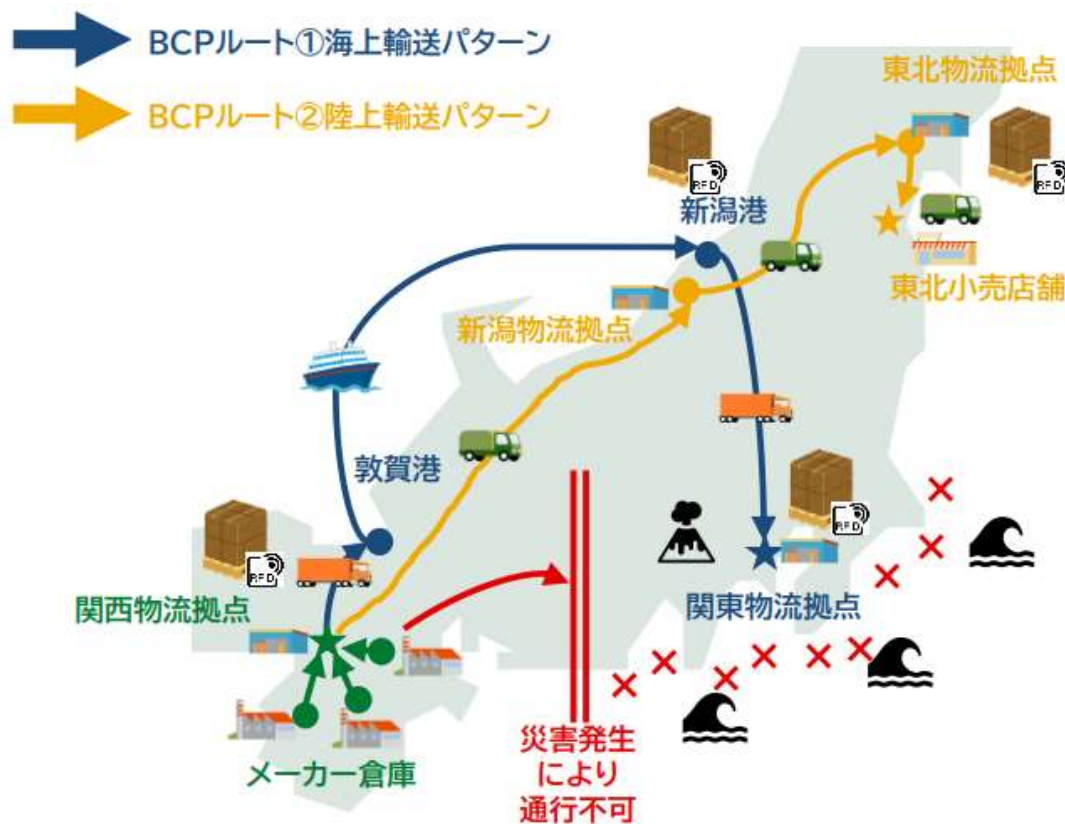 BCPルート①海上輸送パターン
BCPルート②陸上輸送パターン
東北物流拠点
RFD
RFD
新潟港
東北小売店舗
新潟物流拠点
敦賀港
RFD
RFD
関西物流拠点
関東物流拠点
メーカー倉庫
災害発生
により
通行不可